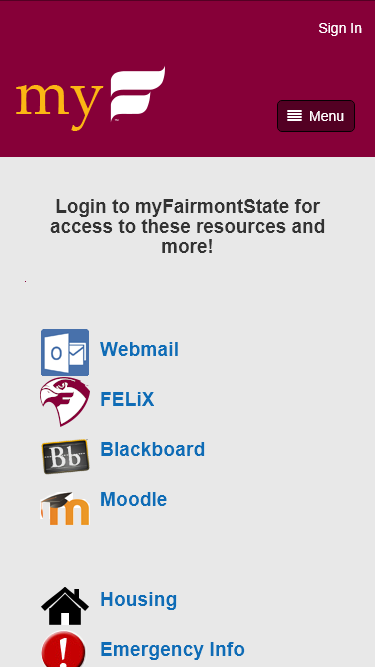 Sign In
my
Menu
Login to myFairmontState for
access to these resources and
more!
.
Webmail
FELiX
Bb
Blackboard
m
Moodle
Housing
!
Emergency Info